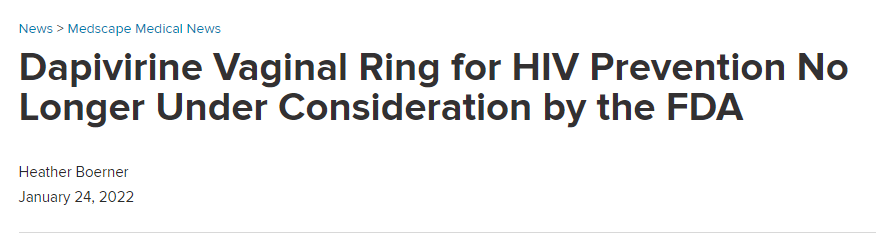 News > Medscape Medical News
Dapivirine Vaginal Ring for HIV Prevention No
Longer Under Consideration by the FDA
Heather Boerner
January 24, 2022